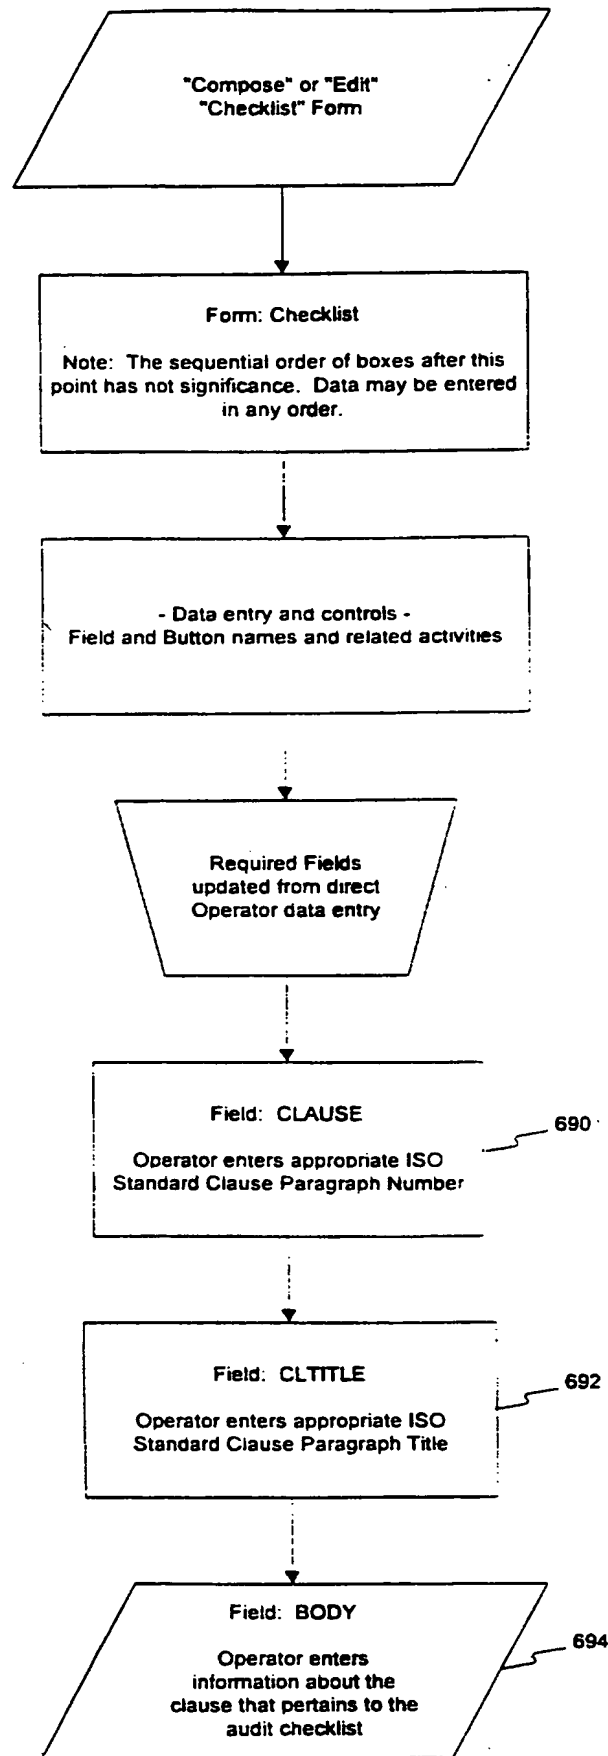 "Compose" or "Edit"
"Checklist" Form
Form: Checklist
Note: The sequential order of boxes after this
point has not significance. Data may be entered
in any order.
- Data entry and controls -
Field and Button names and related activities
Required Fields
updated from direct
Operator data entry
Field: CLAUSE
Operator enters appropriate ISO
Standard Clause Paragraph Number
690
Field: CLTITLE
Operator enters appropriate ISO
Standard Clause Paragraph Title
692
Field: BODY
Operator enters
information about the
clause that pertains to the
audit checklist
694